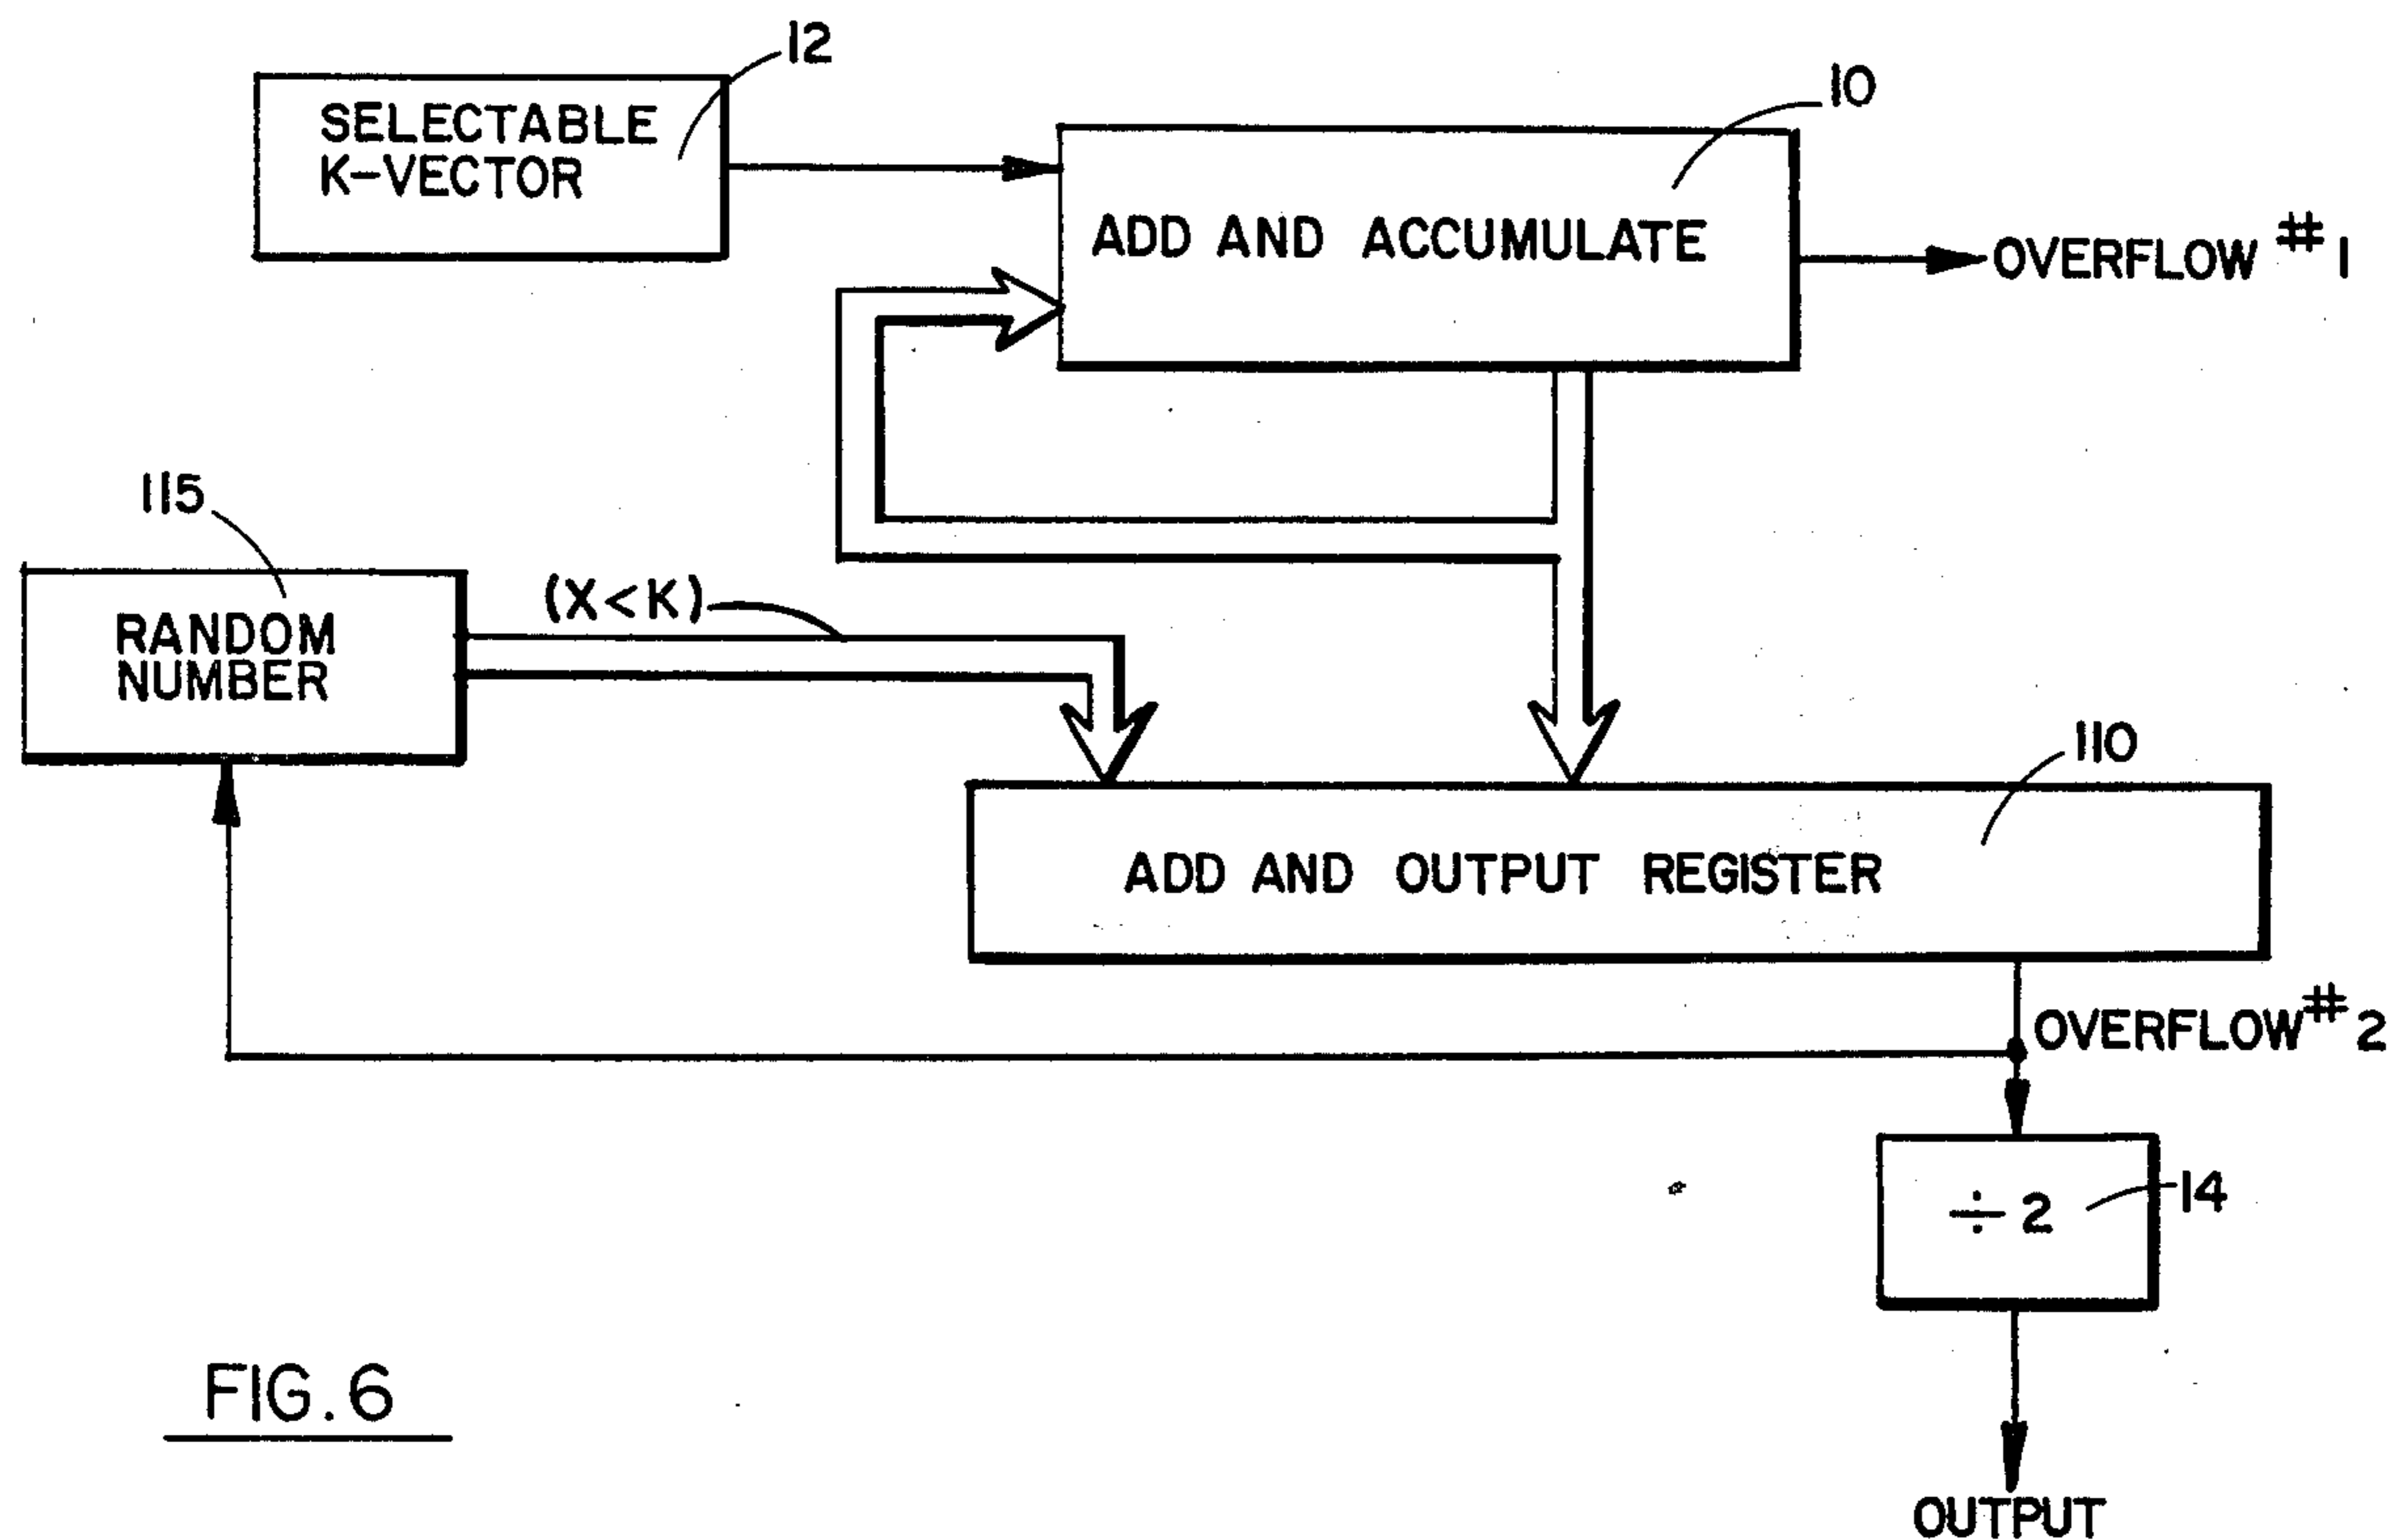 12
SELECTABLE
K-VECTOR
10
ADD AND ACCUMULATE
OVERFLOW #1
115
RANDOM
NUMBER
(X<K)
110
ADD AND OUTPUT REGISTER
OVERFLOW #2
÷2
14
FIG. 6
OUTPUT